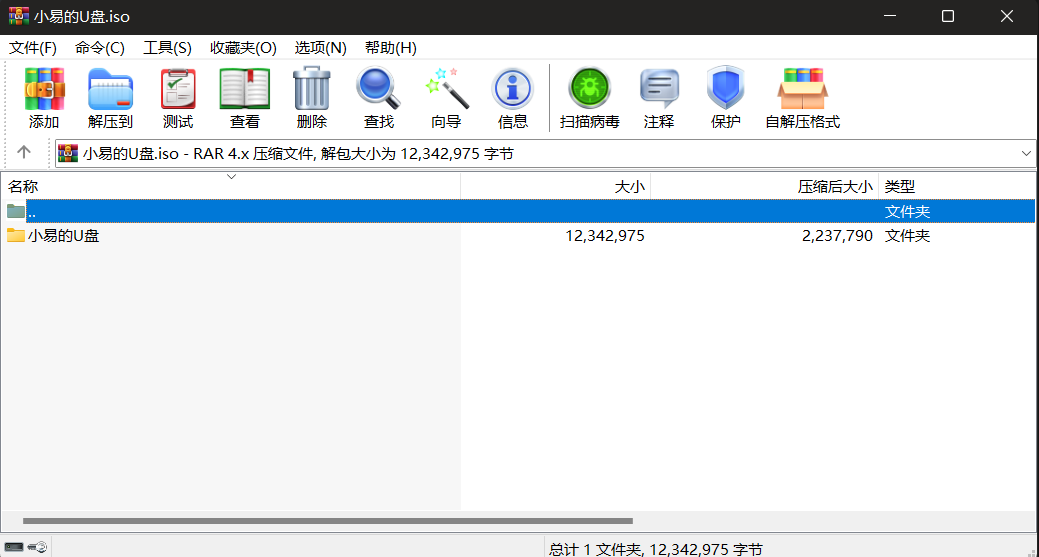 小易的U盘.iso
文件(F) 命令(C) 工具(S) 收藏夹(O) 选项(N) 帮助(H)
添加 解压到 测试 查看 删除 查找 向导 信息 扫描病毒 注释 保护 自解压格式
小易的U盘.iso - RAR 4.x 压缩文件, 解包大小为 12,342,975 字节
名称 大小 压缩后大小 类型
.. 文件夹
小易的U盘 12,342,975 2,237,790 文件夹
总计 1 文件夹, 12,342,975 字节